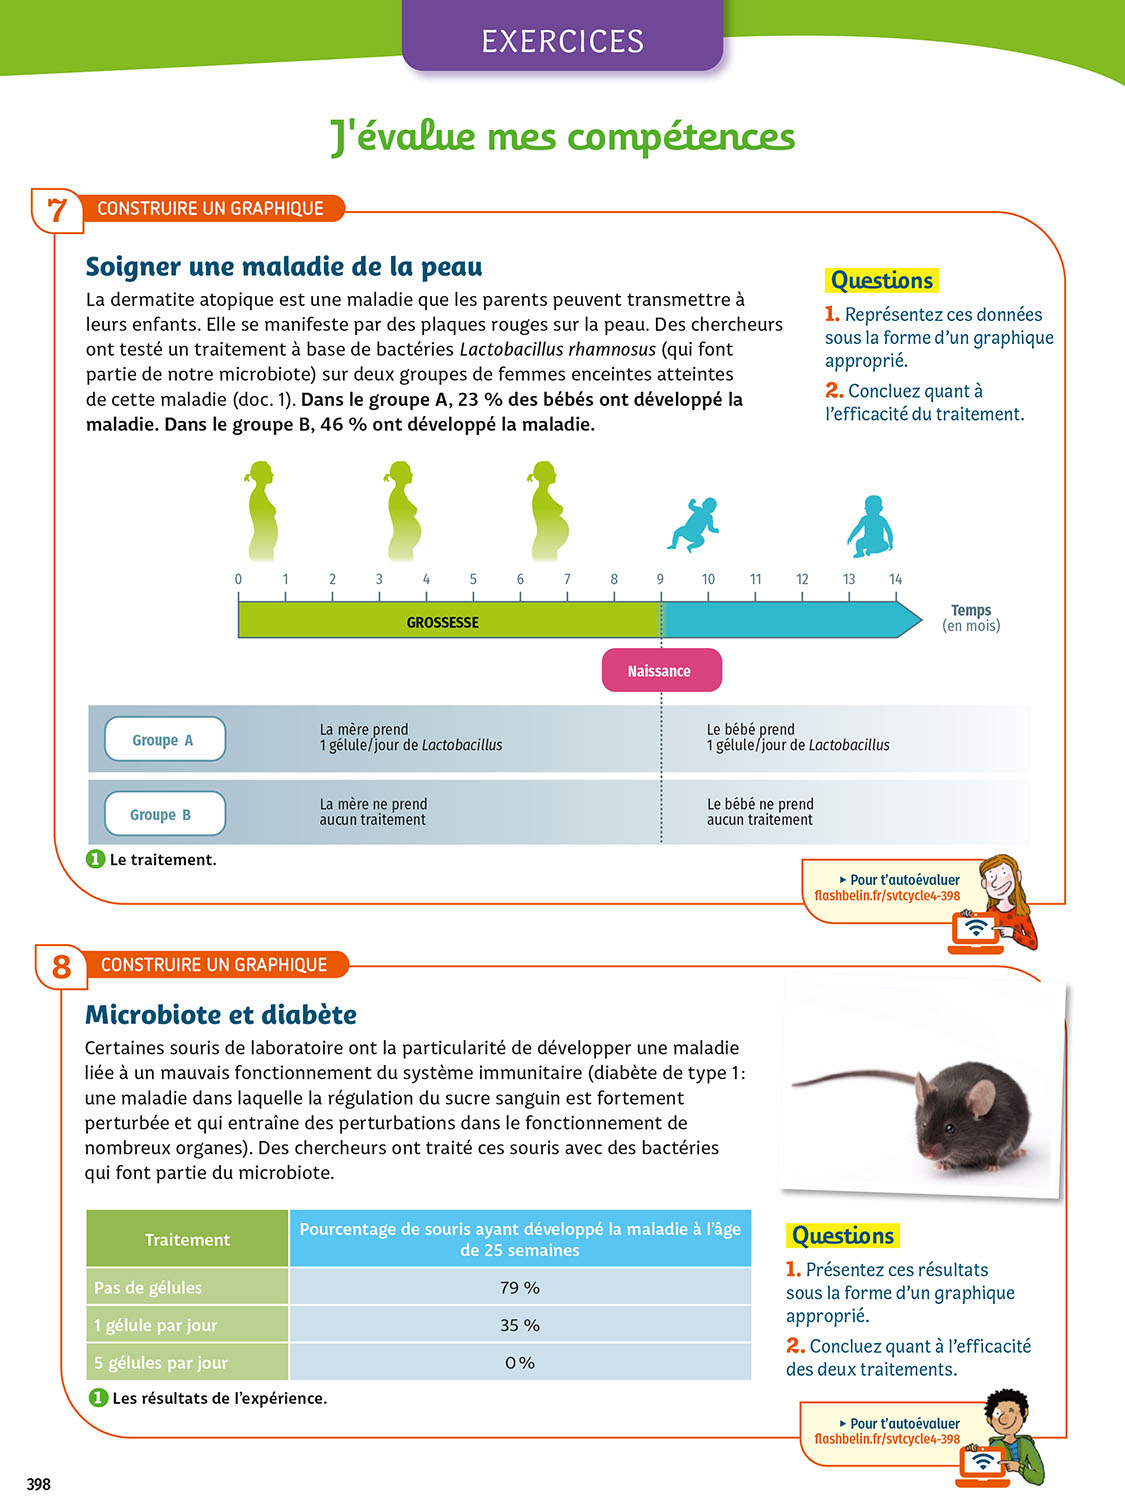 EXERCICES
J'évalue mes compétences
7
CONSTRUIRE UN GRAPHIQUE
Soigner une maladie de la peau
La dermatite atopique est une maladie que les parents peuvent transmettre à
leurs enfants. Elle se manifeste par des plaques rouges sur la peau. Des chercheurs
ont testé un traitement à base de bactéries Lactobacillus rhamnosus (qui font
partie de notre microbiote) sur deux groupes de femmes enceintes atteintes
de cette maladie (doc. 1). Dans le groupe A, 23 % des bébés ont développé la
maladie. Dans le groupe B, 46 % ont développé la maladie.
Questions
1. Représentez ces données
sous la forme d'un graphique
approprié.
2. Concluez quant à
l'efficacité du traitement.
0 1 2 3 4 5 6 7 8 9 10 11 12 13 14
GROSSESSE
Temps
(en mois)
Naissance
Groupe A
La mère prend
1 gélule/jour de Lactobacillus
Le bébé prend
1 gélule/jour de Lactobacillus
Groupe B
La mère ne prend
aucun traitement
Le bébé ne prend
aucun traitement
1 Le traitement.
▸ Pour t'autoévaluer
flashbelin.fr/svtcycle4-398
8
CONSTRUIRE UN GRAPHIQUE
Microbiote et diabète
Certaines souris de laboratoire ont la particularité de développer une maladie
liée à un mauvais fonctionnement du système immunitaire (diabète de type 1 :
une maladie dans laquelle la régulation du sucre sanguin est fortement
perturbée et qui entraîne des perturbations dans le fonctionnement de
nombreux organes). Des chercheurs ont traité ces souris avec des bactéries
qui font partie du microbiote.
Traitement
Pourcentage de souris ayant développé la maladie à l'âge
de 25 semaines
Pas de gélules
79 %
1 gélule par jour
35 %
5 gélules par jour
0 %
1 Les résultats de l'expérience.
Questions
1. Présentez ces résultats
sous la forme d'un graphique
approprié.
2. Concluez quant à l'efficacité
des deux traitements.
▸ Pour t'autoévaluer
flashbelin.fr/svtcycle4-398
398